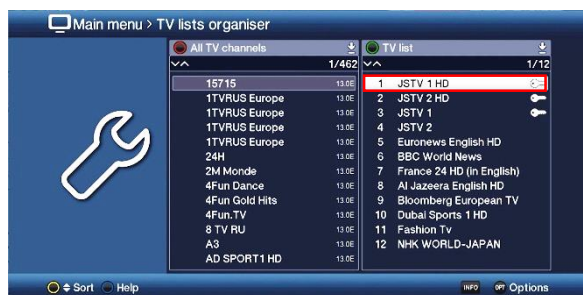 Main menu > TV lists organiser
All TV channels
1/462
15715 13.0E
1TVRUS Europe 13.0E
1TVRUS Europe 13.0E
1TVRUS Europe 13.0E
1TVRUS Europe 13.0E
24H 13.0E
2M Monde 13.0E
4Fun Dance 13.0E
4Fun Gold Hits 13.0E
4Fun.TV 13.0E
8 TV RU 13.0E
A3 13.0E
AD SPORT1 HD 13.0E
TV list
1/12
1 JSTV 1 HD
2 JSTV 2 HD
3 JSTV 1
4 JSTV 2
5 Euronews English HD
6 BBC World News
7 France 24 HD (in English)
8 Al Jazeera English HD
9 Bloomberg European TV
10 Dubai Sports 1 HD
11 Fashion Tv
12 NHK WORLD-JAPAN
Sort Help INFO OPT Options